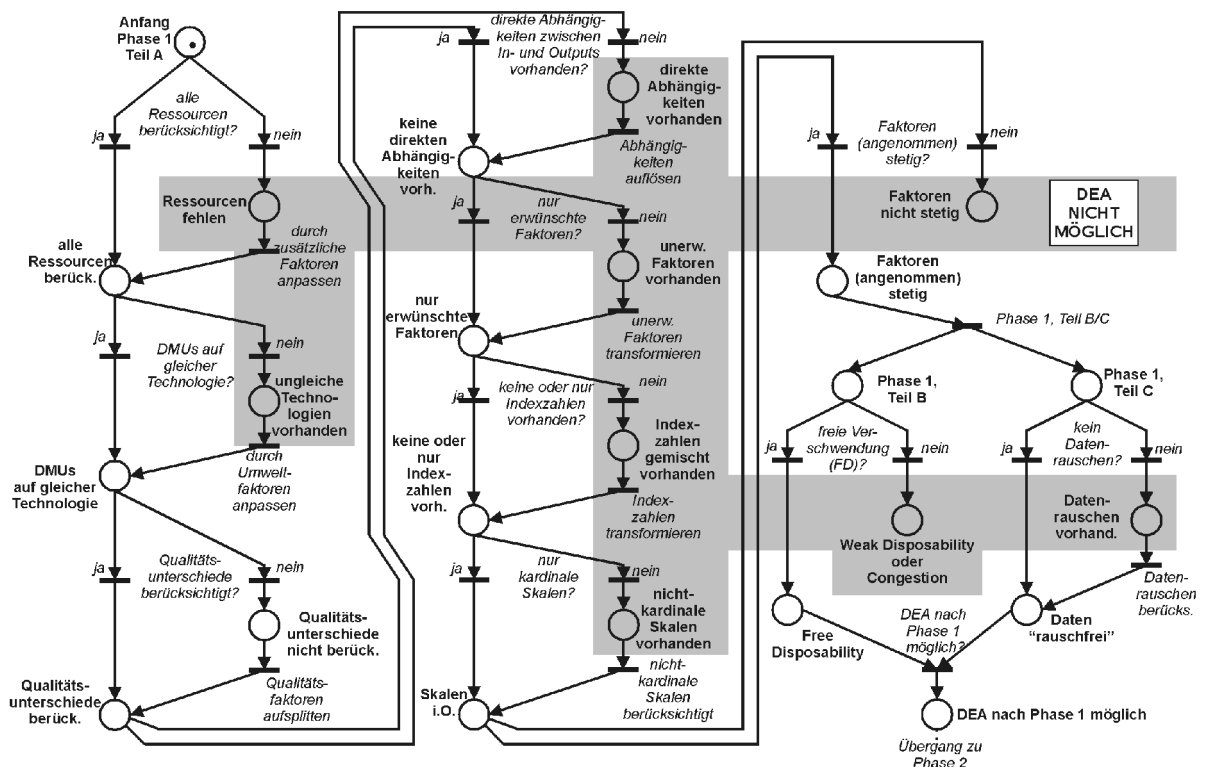 Anfang
Phase 1
Teil A
alle
Ressourcen
berücksichtigt?
ja
nein
Ressourcen
fehlen
durch
zusätzliche
Faktoren
anpassen
alle
Ressourcen
berück.
ja
DMUs auf
gleicher
Technologie?
nein
ungleiche
Techno-
logien
vorhanden
durch
Umwelt-
faktoren
anpassen
DMUs
auf gleicher
Technologie
ja
Qualitäts-
unterschiede
berücksichtigt?
nein
Qualitäts-
unterschiede
nicht berück.
Qualitäts-
faktoren
aufsplitten
Qualitäts-
unterschiede
berück.
ja
direkte Abhängig-
keiten zwischen
In- und Outputs
vorhanden?
nein
direkte
Abhängig-
keiten
vorhanden
Abhängig-
keiten
auflösen
keine
direkten
Abhängig-
keiten
vorh.
ja
nur
erwünschte
Faktoren?
nein
unerw.
Faktoren
vorhanden
unerw.
Faktoren
transformieren
nur
erwünschte
Faktoren
ja
keine oder nur
Indexzahlen
vorhanden?
nein
Index-
zahlen
gemischt
vorhanden
Index-
zahlen
transformieren
keine oder
nur
Index-
zahlen
vorh.
ja
nur
kardinale
Skalen?
nein
nicht-
kardinale
Skalen
vorhanden
nicht-
kardinale
Skalen
berücksichtigt
Skalen
i.O.
ja
Faktoren
(angenommen)
stetig?
nein
Faktoren
nicht stetig
DEA
NICHT
MÖGLICH
Faktoren
(angenommen)
stetig
Phase 1, Teil B/C
Phase 1,
Teil B
Phase 1,
Teil C
ja
freie Ver-
schwendung
(FD)?
nein
ja
kein
Daten-
rauschen?
nein
Weak Disposability
oder
Congestion
Daten-
rauschen
vorhand.
Daten-
rauschen
berücks.
Free
Disposability
DEA nach
Phase 1
möglich?
Daten
“rauschfrei”
DEA nach Phase 1 möglich
Übergang zu
Phase 2